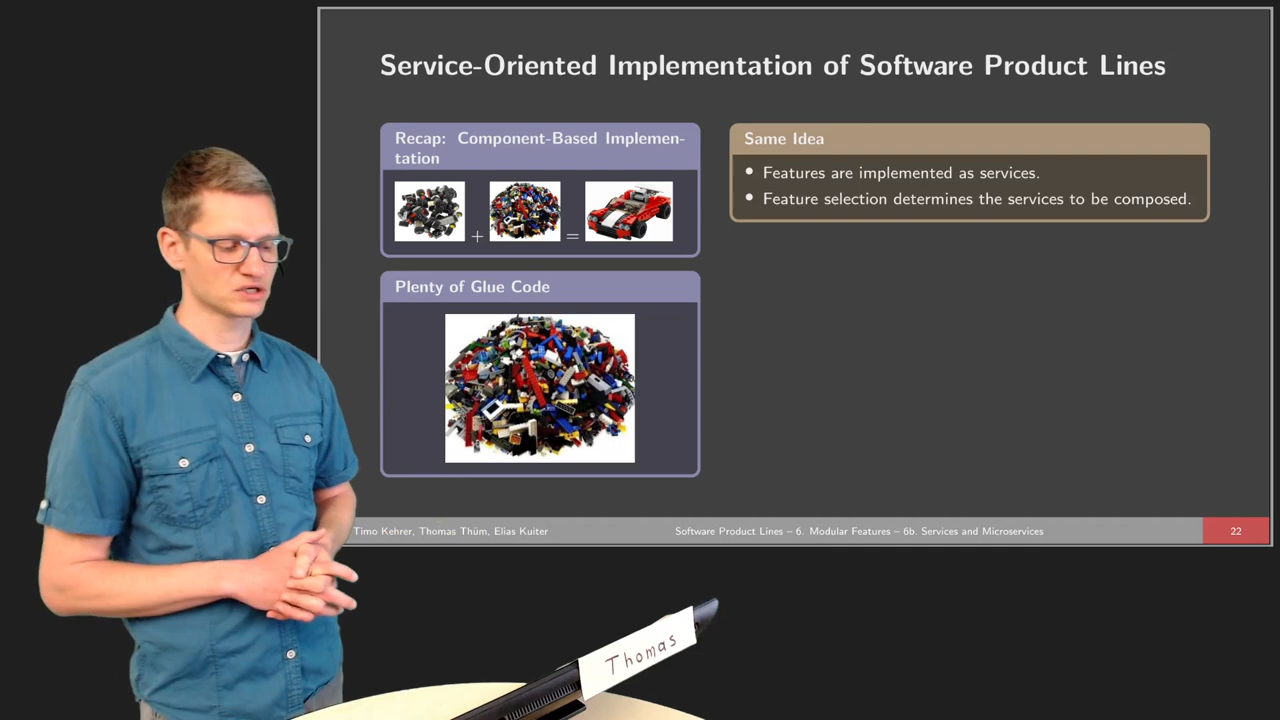 Service-Oriented Implementation of Software Product Lines
Recap: Component-Based Implemen-
tation
+ =
Plenty of Glue Code
Same Idea
• Features are implemented as services.
• Feature selection determines the services to be composed.
Timo Kehrer, Thomas Thüm, Elias Kuiter
Software Product Lines – 6. Modular Features – 6b. Services and Microservices
22
Thomas